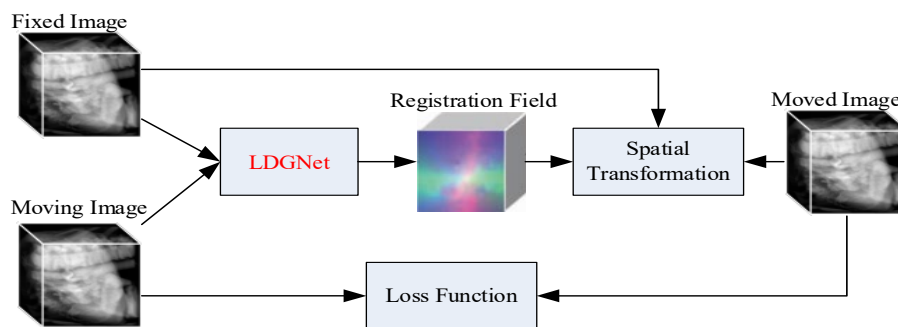 Fixed Image
Registration Field
Moved Image
LDGNet
Spatial
Transformation
Moving Image
Loss Function